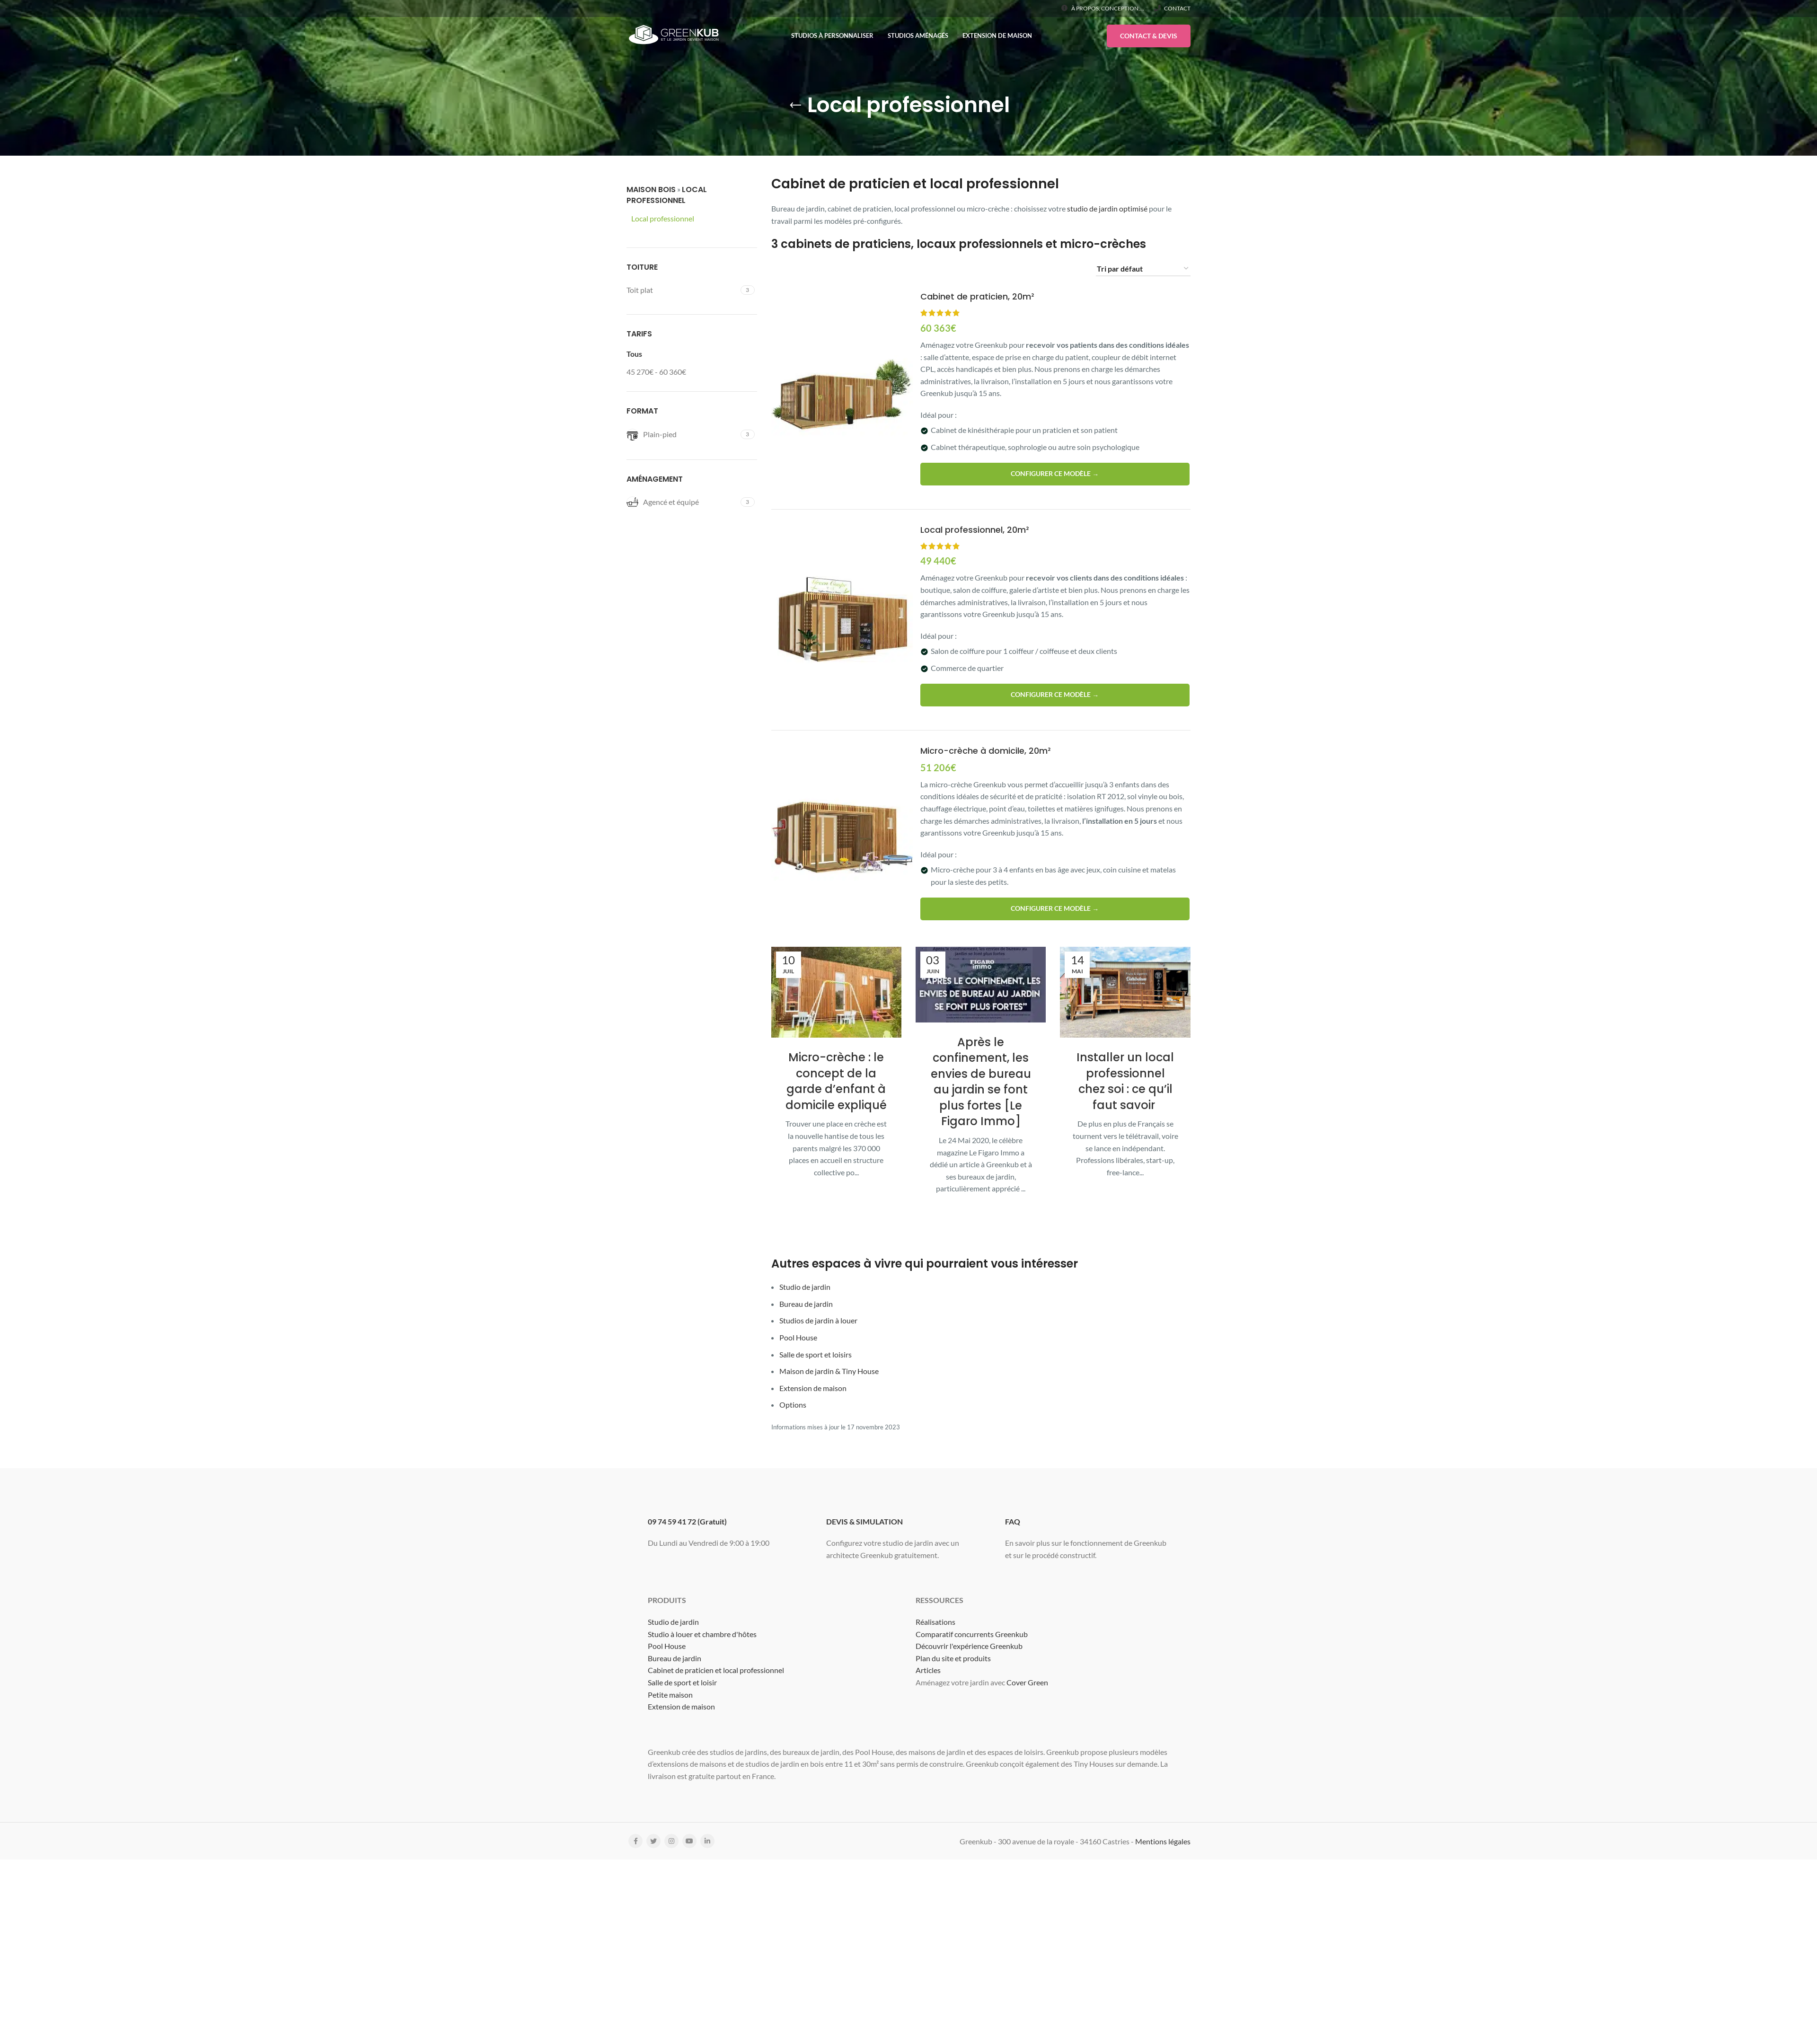 À PROPOS, CONCEPTION...
CONTACT
GREENKUB
ET LE JARDIN DEVIENT MAISON
STUDIOS À PERSONNALISER
STUDIOS AMÉNAGÉS
EXTENSION DE MAISON
CONTACT & DEVIS
← Local professionnel
MAISON BOIS › LOCAL
PROFESSIONNEL
Local professionnel
TOITURE
Toit plat 3
TARIFS
Tous
45 270€ - 60 360€
FORMAT
Plain-pied 3
AMÉNAGEMENT
Agencé et équipé 3
Cabinet de praticien et local professionnel
Bureau de jardin, cabinet de praticien, local professionnel ou micro-crèche : choisissez votre studio de jardin optimisé pour le
travail parmi les modèles pré-configurés.
3 cabinets de praticiens, locaux professionnels et micro-crèches
Tri par défaut
Cabinet de praticien, 20m²
60 363€
Aménagez votre Greenkub pour recevoir vos patients dans des conditions idéales
: salle d’attente, espace de prise en charge du patient, coupleur de débit internet
CPL, accès handicapés et bien plus. Nous prenons en charge les démarches
administratives, la livraison, l’installation en 5 jours et nous garantissons votre
Greenkub jusqu’à 15 ans.
Idéal pour :
Cabinet de kinésithérapie pour un praticien et son patient
Cabinet thérapeutique, sophrologie ou autre soin psychologique
CONFIGURER CE MODÈLE →
Local professionnel, 20m²
49 440€
Aménagez votre Greenkub pour recevoir vos clients dans des conditions idéales :
boutique, salon de coiffure, galerie d’artiste et bien plus. Nous prenons en charge les
démarches administratives, la livraison, l’installation en 5 jours et nous
garantissons votre Greenkub jusqu’à 15 ans.
Idéal pour :
Salon de coiffure pour 1 coiffeur / coiffeuse et deux clients
Commerce de quartier
CONFIGURER CE MODÈLE →
Micro-crèche à domicile, 20m²
51 206€
La micro-crèche Greenkub vous permet d’accueillir jusqu’à 3 enfants dans des
conditions idéales de sécurité et de praticité : isolation RT 2012, sol vinyle ou bois,
chauffage électrique, point d’eau, toilettes et matières ignifuges. Nous prenons en
charge les démarches administratives, la livraison, l’installation en 5 jours et nous
garantissons votre Greenkub jusqu’à 15 ans.
Idéal pour :
Micro-crèche pour 3 à 4 enfants en bas âge avec jeux, coin cuisine et matelas
pour la sieste des petits.
CONFIGURER CE MODÈLE →
10
JUIL
Micro-crèche : le
concept de la
garde d’enfant à
domicile expliqué
Trouver une place en crèche est
la nouvelle hantise de tous les
parents malgré les 370 000
places en accueil en structure
collective po...
03
JUIN
FIGARO
immo
"APRÈS LE CONFINEMENT, LES
ENVIES DE BUREAU AU JARDIN
SE FONT PLUS FORTES"
Après le
confinement, les
envies de bureau
au jardin se font
plus fortes [Le
Figaro Immo]
Le 24 Mai 2020, le célèbre
magazine Le Figaro Immo a
dédié un article à Greenkub et à
ses bureaux de jardin,
particulièrement apprécié ...
14
MAI
Installer un local
professionnel
chez soi : ce qu’il
faut savoir
De plus en plus de Français se
tournent vers le télétravail, voire
se lance en indépendant.
Professions libérales, start-up,
free-lance...
Autres espaces à vivre qui pourraient vous intéresser
Studio de jardin
Bureau de jardin
Studios de jardin à louer
Pool House
Salle de sport et loisirs
Maison de jardin & Tiny House
Extension de maison
Options
Informations mises à jour le 17 novembre 2023
09 74 59 41 72 (Gratuit)
Du Lundi au Vendredi de 9:00 à 19:00
DEVIS & SIMULATION
Configurez votre studio de jardin avec un
architecte Greenkub gratuitement.
FAQ
En savoir plus sur le fonctionnement de Greenkub
et sur le procédé constructif.
PRODUITS
Studio de jardin
Studio à louer et chambre d'hôtes
Pool House
Bureau de jardin
Cabinet de praticien et local professionnel
Salle de sport et loisir
Petite maison
Extension de maison
RESSOURCES
Réalisations
Comparatif concurrents Greenkub
Découvrir l'expérience Greenkub
Plan du site et produits
Articles
Aménagez votre jardin avec Cover Green
Greenkub crée des studios de jardins, des bureaux de jardin, des Pool House, des maisons de jardin et des espaces de loisirs. Greenkub propose plusieurs modèles
d’extensions de maisons et de studios de jardin en bois entre 11 et 30m² sans permis de construire. Greenkub conçoit également des Tiny Houses sur demande. La
livraison est gratuite partout en France.
Greenkub - 300 avenue de la royale - 34160 Castries - Mentions légales